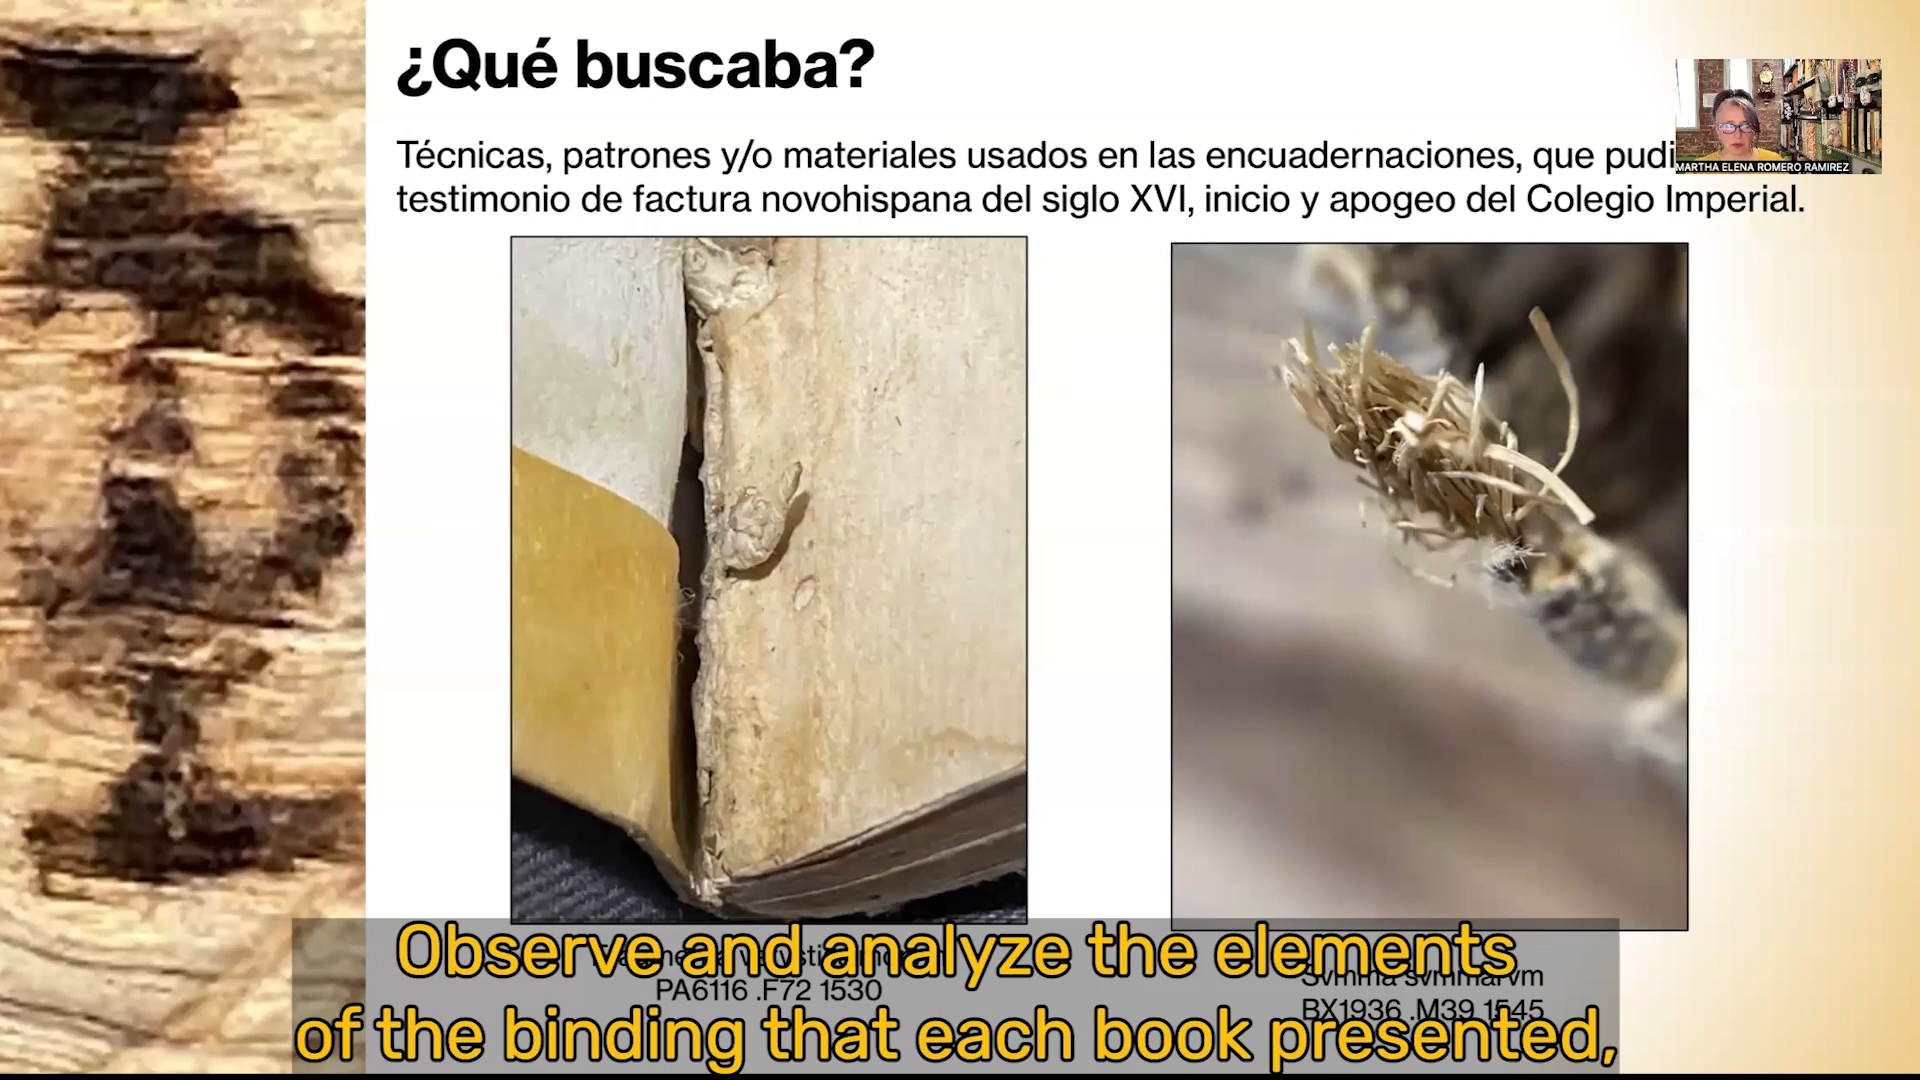 ¿Qué buscaba?
MARTHA ELENA ROMERO RAMIREZ
Técnicas, patrones y/o materiales usados en las encuadernaciones, que pudi
testimonio de factura novohispana del siglo XVI, inicio y apogeo del Colegio Imperial.
PA6116 .F72 1530
Svmma svmmarvm
BX1936 .M39 1545
Observe and analyze the elements
of the binding that each book presented,